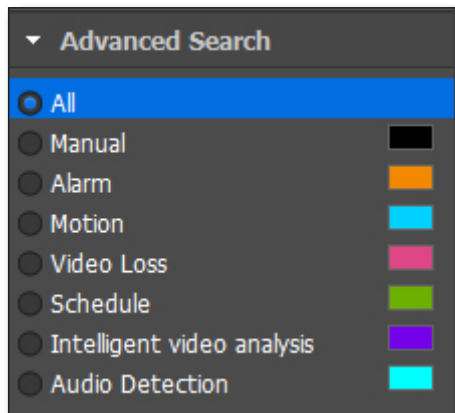 Advanced Search
All
Manual
Alarm
Motion
Video Loss
Schedule
Intelligent video analysis
Audio Detection